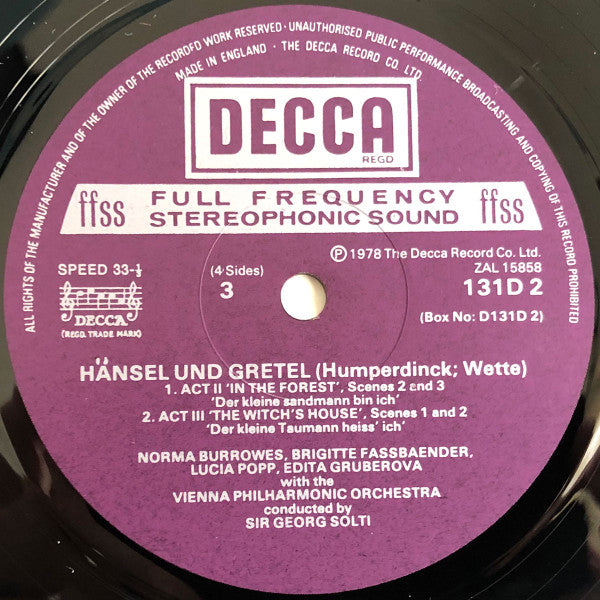 ALL RIGHTS OF THE MANUFACTURER AND OF THE OWNER OF THE RECORDED WORK RESERVED · UNAUTHORISED PUBLIC PERFORMANCE BROADCASTING AND COPYING OF THIS RECORD PROHIBITED
MADE IN ENGLAND · THE DECCA RECORD CO. LTD.
DECCA
REGD
ffss FULL FREQUENCY ffss
STEREOPHONIC SOUND
℗ 1978 The Decca Record Co. Ltd.
SPEED 33-⅓
(4 Sides)
ZAL 15858
3
131D 2
DECCA
(REGD. TRADE MARK)
(Box No: D131D 2)
HÄNSEL UND GRETEL (Humperdinck; Wette)
1. ACT II 'IN THE FOREST', Scenes 2 and 3
'Der kleine sandmann bin ich'
2. ACT III 'THE WITCH'S HOUSE', Scenes 1 and 2
'Der kleine Taumann heiss' ich'
NORMA BURROWES, BRIGITTE FASSBAENDER,
LUCIA POPP, EDITA GRUBEROVA
with the
VIENNA PHILHARMONIC ORCHESTRA
conducted by
SIR GEORG SOLTI